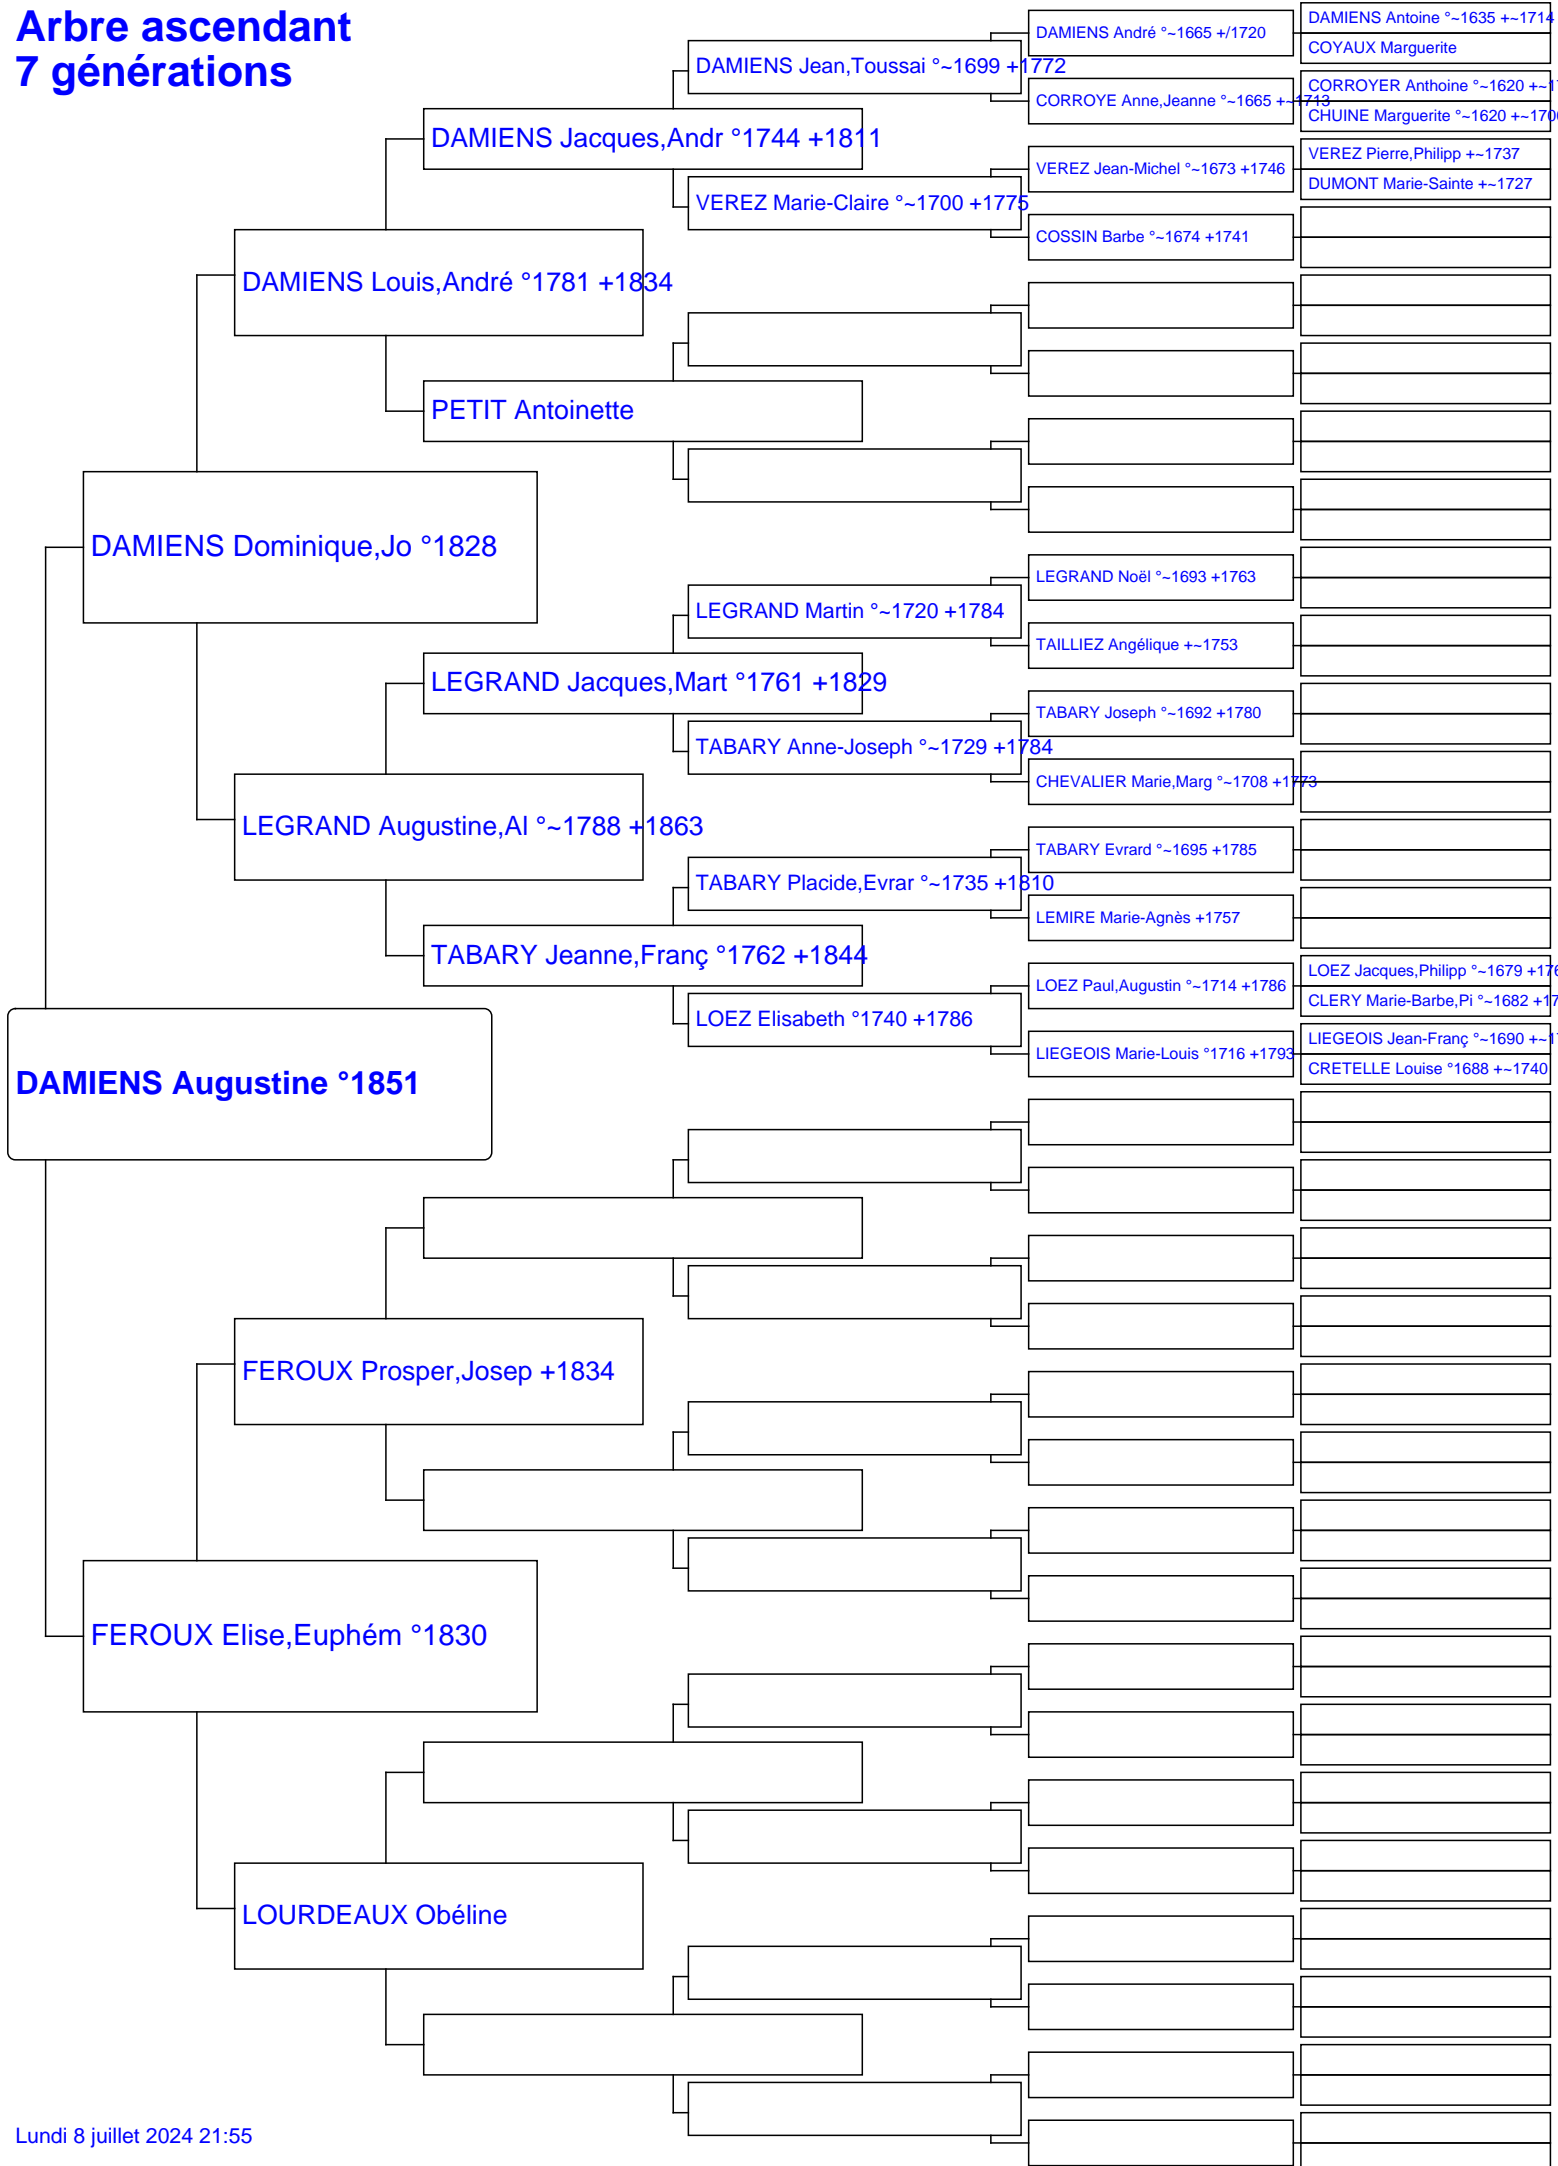 Arbre ascendant
7 générations
DAMIENS Augustine °1851
DAMIENS Dominique,Jo °1828
FEROUX Elise,Euphém °1830
DAMIENS Louis,André °1781 +1834
LEGRAND Augustine,Al °~1788 +1863
FEROUX Prosper,Josep +1834
LOURDEAUX Obéline
DAMIENS Jacques,Andr °1744 +1811
PETIT Antoinette
LEGRAND Jacques,Mart °1761 +1829
TABARY Jeanne,Franç °1762 +1844
DAMIENS Jean,Toussai °~1699 +1772
VEREZ Marie-Claire °~1700 +1775
LEGRAND Martin °~1720 +1784
TABARY Anne-Joseph °~1729 +1784
TABARY Placide,Evrar °~1735 +1810
LOEZ Elisabeth °1740 +1786
DAMIENS André °~1665 +/1720
CORROYE Anne,Jeanne °~1665 +~1713
VEREZ Jean-Michel °~1673 +1746
COSSIN Barbe °~1674 +1741
LEGRAND Noël °~1693 +1763
TAILLIEZ Angélique +~1753
TABARY Joseph °~1692 +1780
CHEVALIER Marie,Marg °~1708 +1773
TABARY Evrard °~1695 +1785
LEMIRE Marie-Agnès +1757
LOEZ Paul,Augustin °~1714 +1786
LIEGEOIS Marie-Louis °1716 +1793
DAMIENS Antoine °~1635 +~1714
COYAUX Marguerite
CORROYER Anthoine °~1620
CHUINE Marguerite °~1620 +~1700
VEREZ Pierre,Philipp +~1737
DUMONT Marie-Sainte +~1727
LOEZ Jacques,Philipp °~1679
CLERY Marie-Barbe,Pi °~1682
LIEGEOIS Jean-Franç °~1690
CRETELLE Louise °1688 +~1740
Lundi 8 juillet 2024 21:55